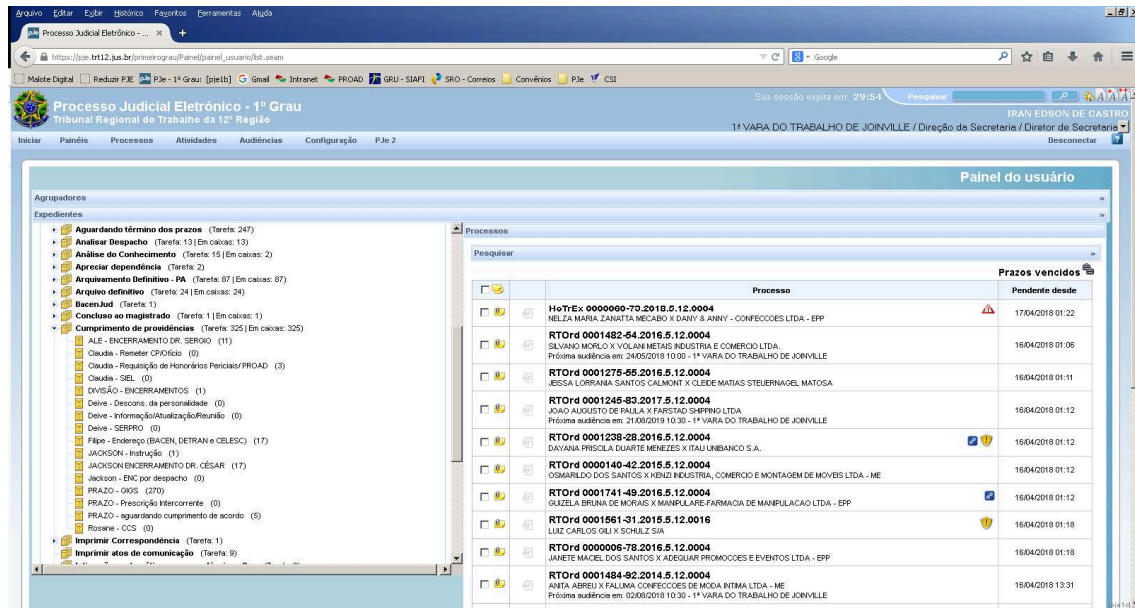 Arquivo Editar Exibir Histórico Favoritos Ferramentas Ajuda
Processo Judicial Eletrônico - ... × +
https://pje.trt12.jus.br/primeirograu/Painel/painel_usuario/list.seam
Google
Malote Digital Reduzir PJE PJe - 1º Grau: [pje1b] Gmail Intranet PROAD GRU - SIAFI SRO - Correios Convênios PJe CSI
Processo Judicial Eletrônico - 1º Grau
Tribunal Regional do Trabalho da 12ª Região
Sua sessão expira em: 29:54
Pesquisar
A A A
IRAN EDSON DE CASTRO
1ª VARA DO TRABALHO DE JOINVILLE / Direção de Secretaria / Diretor de Secretaria
Iniciar Painéis Processos Atividades Audiências Configuração PJe 2
Desconectar
Painel do usuário
Agrupadores
Expedientes
Aguardando término dos prazos (Tarefa: 247)
Analisar Despacho (Tarefa: 13 | Em caixas: 13)
Análise do Conhecimento (Tarefa: 15 | Em caixas: 2)
Apreciar dependência (Tarefa: 2)
Arquivamento Definitivo - PA (Tarefa: 87 | Em caixas: 87)
Arquivo definitivo (Tarefa: 24 | Em caixas: 24)
BacenJud (Tarefa: 1)
Concluso ao magistrado (Tarefa: 1 | Em caixas: 1)
Cumprimento de providências (Tarefa: 325 | Em caixas: 325)
ALE - ENCERRAMENTO DR. SERGIO (11)
Claudia - Remeter CP/Ofício (0)
Claudia - Requisição de Honorários Periciais/ PROAD (3)
Claudia - SIEL (0)
DIVISÃO - ENCERRAMENTOS (1)
Deive - Descons. da personalidade (0)
Deive - Informação/Atualização/Reunião (0)
Deive - SERPRO (0)
Filipe - Endereço (BACEN, DETRAN e CELESC) (17)
JACKSON - Instrução (1)
JACKSON ENCERRAMENTO DR. CÉSAR (17)
Jackson - ENC por despacho (0)
PRAZO - GIGS (270)
PRAZO - Prescrição Intercorrente (0)
PRAZO - aguardando cumprimento de acordo (5)
Rosane - CCS (0)
Imprimir Correspondência (Tarefa: 1)
Imprimir atos de comunicação (Tarefa: 9)
Processos
Pesquisar
Prazos vencidos
Processo Pendente desde
HoTrEx 0000060-73.2018.5.12.0004
NELZA MARIA ZANATTA MECABO X DANY & ANNY - CONFECCOES LTDA - EPP
17/04/2018 01:22
RTOrd 0001482-54.2016.5.12.0004
SILVANO MORLO X VOLANI METAIS INDUSTRIA E COMERCIO LTDA.
Próxima audiência em: 24/05/2018 10:00 - 1ª VARA DO TRABALHO DE JOINVILLE
16/04/2018 01:06
RTOrd 0001275-55.2016.5.12.0004
JEISSA LORRANIA SANTOS CALMONT X CLEIDE MATIAS STEUERNAGEL MATOSA
16/04/2018 01:11
RTOrd 0001245-83.2017.5.12.0004
JOAO AUGUSTO DE PAULA X FARSTAD SHIPPING LTDA
Próxima audiência em: 21/08/2019 10:30 - 1ª VARA DO TRABALHO DE JOINVILLE
16/04/2018 01:12
RTOrd 0001238-28.2016.5.12.0004
DAYANA PRISCILA DUARTE MENEZES X ITAU UNIBANCO S.A.
16/04/2018 01:12
RTOrd 0000140-42.2015.5.12.0004
OSMARILDO DOS SANTOS X KENZI INDUSTRIA, COMERCIO E MONTAGEM DE MOVEIS LTDA - ME
16/04/2018 01:12
RTOrd 0001741-49.2016.5.12.0004
GUIZELA BRUNA DE MORAIS X MANIPULARE-FARMACIA DE MANIPULACAO LTDA - EPP
16/04/2018 01:12
RTOrd 0001561-31.2015.5.12.0016
LUIZ CARLOS GILI X SCHULZ S/A
16/04/2018 01:18
RTOrd 0000006-78.2016.5.12.0004
JANETE MACIEL DOS SANTOS X ADEQUAR PROMOCOES E EVENTOS LTDA - EPP
16/04/2018 01:18
RTOrd 0001484-92.2014.5.12.0004
ANITA ABREU X FALUMA CONFECCOES DE MODA INTIMA LTDA - ME
Próxima audiência em: 02/08/2018 10:30 - 1ª VARA DO TRABALHO DE JOINVILLE
16/04/2018 13:31